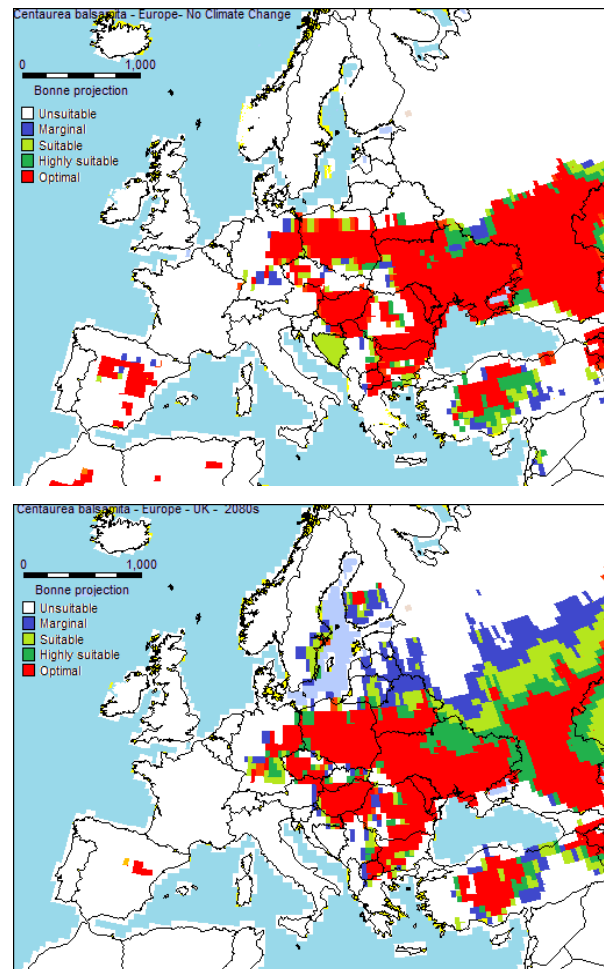 Centaurea balsamita - Europe- No Climate Change
0 1,000
Bonne projection
Unsuitable
Marginal
Suitable
Highly suitable
Optimal
Centaurea balsamita - Europe - UK - 2080s
0 1,000
Bonne projection
Unsuitable
Marginal
Suitable
Highly suitable
Optimal